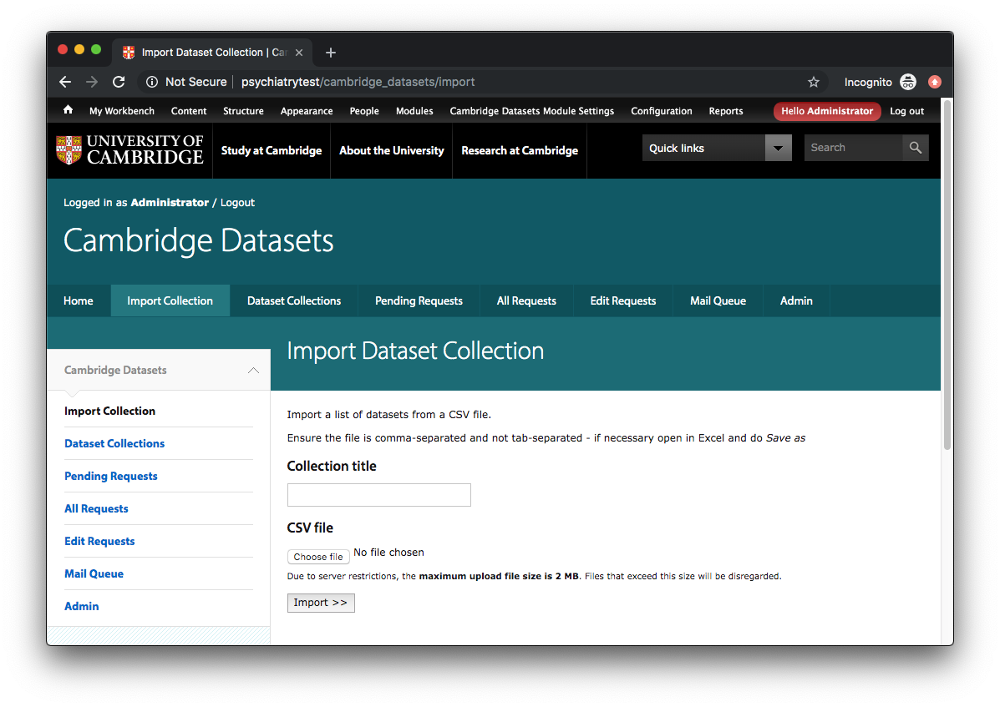 Import Dataset Collection | Ca
Not Secure psychiatrytest/cambridge_datasets/import Incognito
My Workbench Content Structure Appearance People Modules Cambridge Datasets Module Settings Configuration Reports Hello Administrator Log out
UNIVERSITY OF
CAMBRIDGE
Study at Cambridge About the University Research at Cambridge Quick links Search
Logged in as Administrator / Logout
Cambridge Datasets
Home Import Collection Dataset Collections Pending Requests All Requests Edit Requests Mail Queue Admin
Import Dataset Collection
Cambridge Datasets
Import Collection
Dataset Collections
Pending Requests
All Requests
Edit Requests
Mail Queue
Admin
Import a list of datasets from a CSV file.
Ensure the file is comma-separated and not tab-separated - if necessary open in Excel and do Save as
Collection title
CSV file
Choose file No file chosen
Due to server restrictions, the maximum upload file size is 2 MB. Files that exceed this size will be disregarded.
Import >>